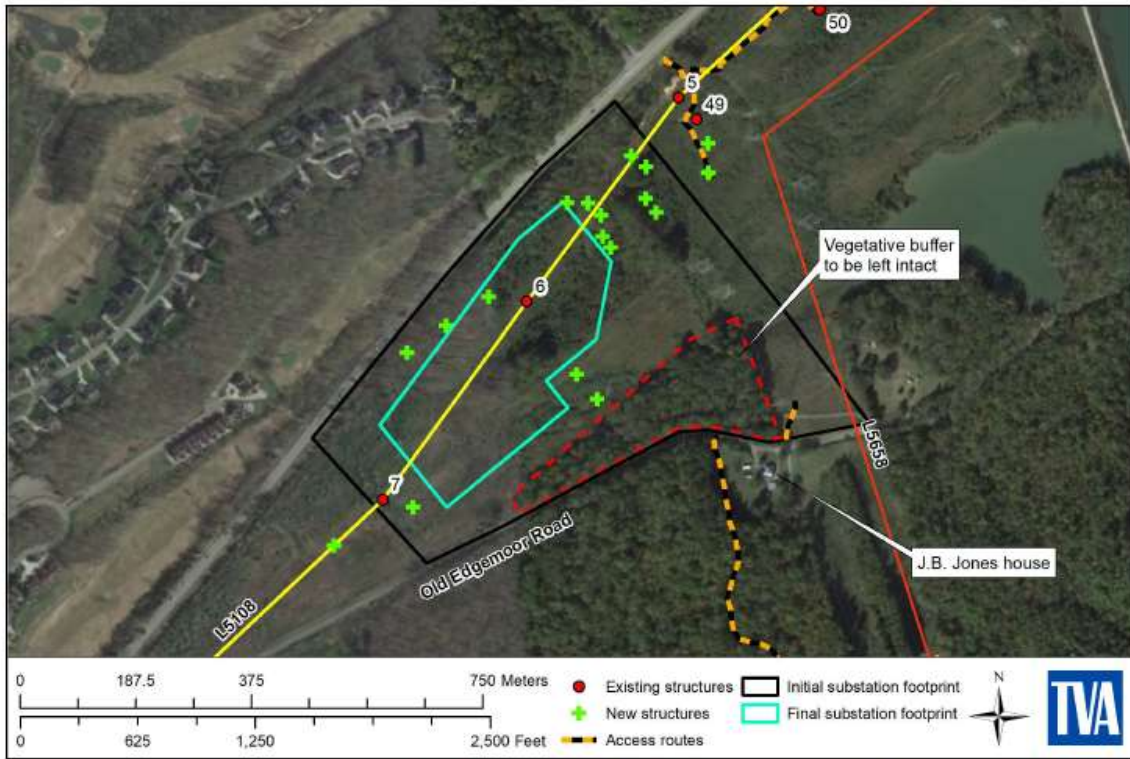 50
5
49
Vegetative buffer
to be left intact
6
L5658
7
Old Edgemoor Road
J.B. Jones house
L5108
0 187.5 375 750 Meters
0 625 1,250 2,500 Feet
Existing structures
New structures
Access routes
Initial substation footprint
Final substation footprint
N
TVA